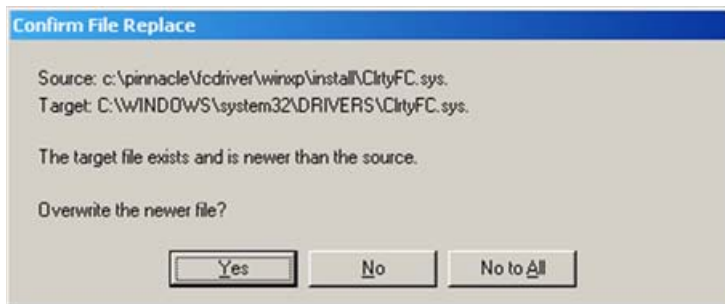 Confirm File Replace
Source: c:\pinnacle\fcdriver\winxp\install\ClrtyFC.sys.
Target: C:\WINDOWS\system32\DRIVERS\ClrtyFC.sys.
The target file exists and is newer than the source.
Overwrite the newer file?
Yes No No to All